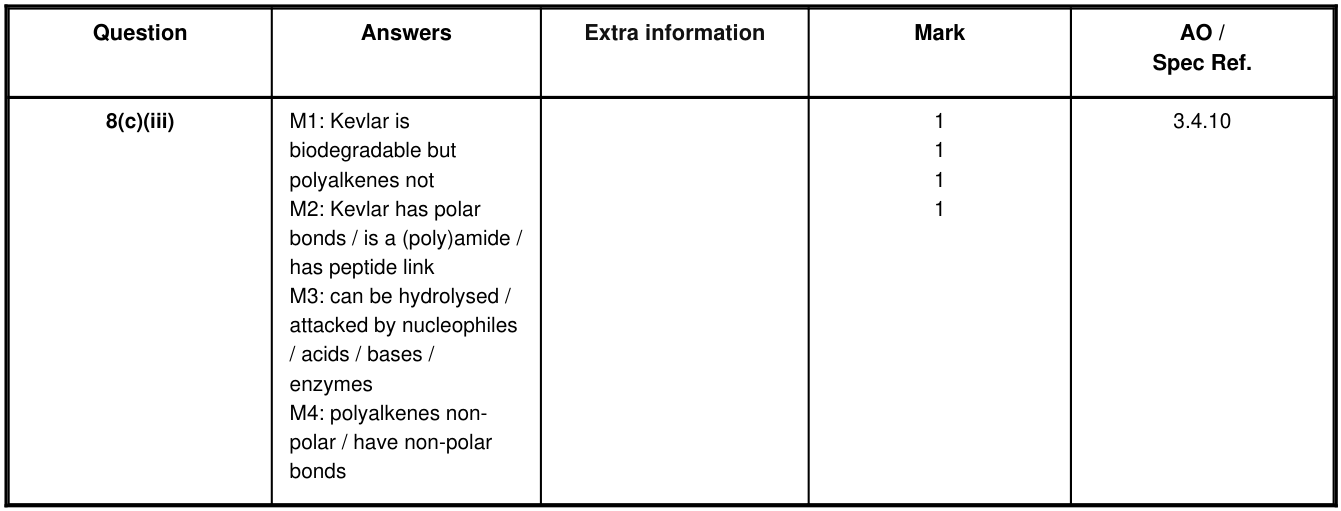 Question Answers Extra information Mark AO /
Spec Ref.
8(c)(iii) M1: Kevlar is 1 3.4.10
biodegradable but 1
polyalkenes not 1
M2: Kevlar has polar 1
bonds / is a (poly)amide /
has peptide link
M3: can be hydrolysed /
attacked by nucleophiles
/ acids / bases /
enzymes
M4: polyalkenes non-
polar / have non-polar
bonds